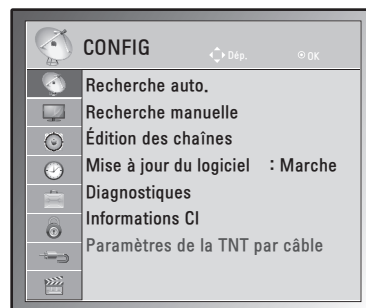 CONFIG
Dép. OK
Recherche auto.
Recherche manuelle
Édition des chaînes
Mise à jour du logiciel : Marche
Diagnostiques
Informations CI
Paramètres de la TNT par câble